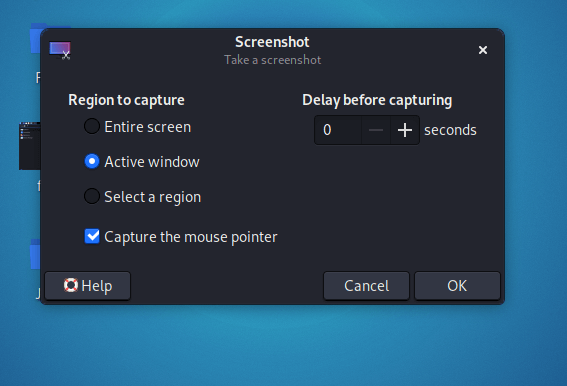 Screenshot
Take a screenshot
Region to capture
Entire screen
Active window
Select a region
Capture the mouse pointer
Delay before capturing
0 seconds
Help
Cancel
OK